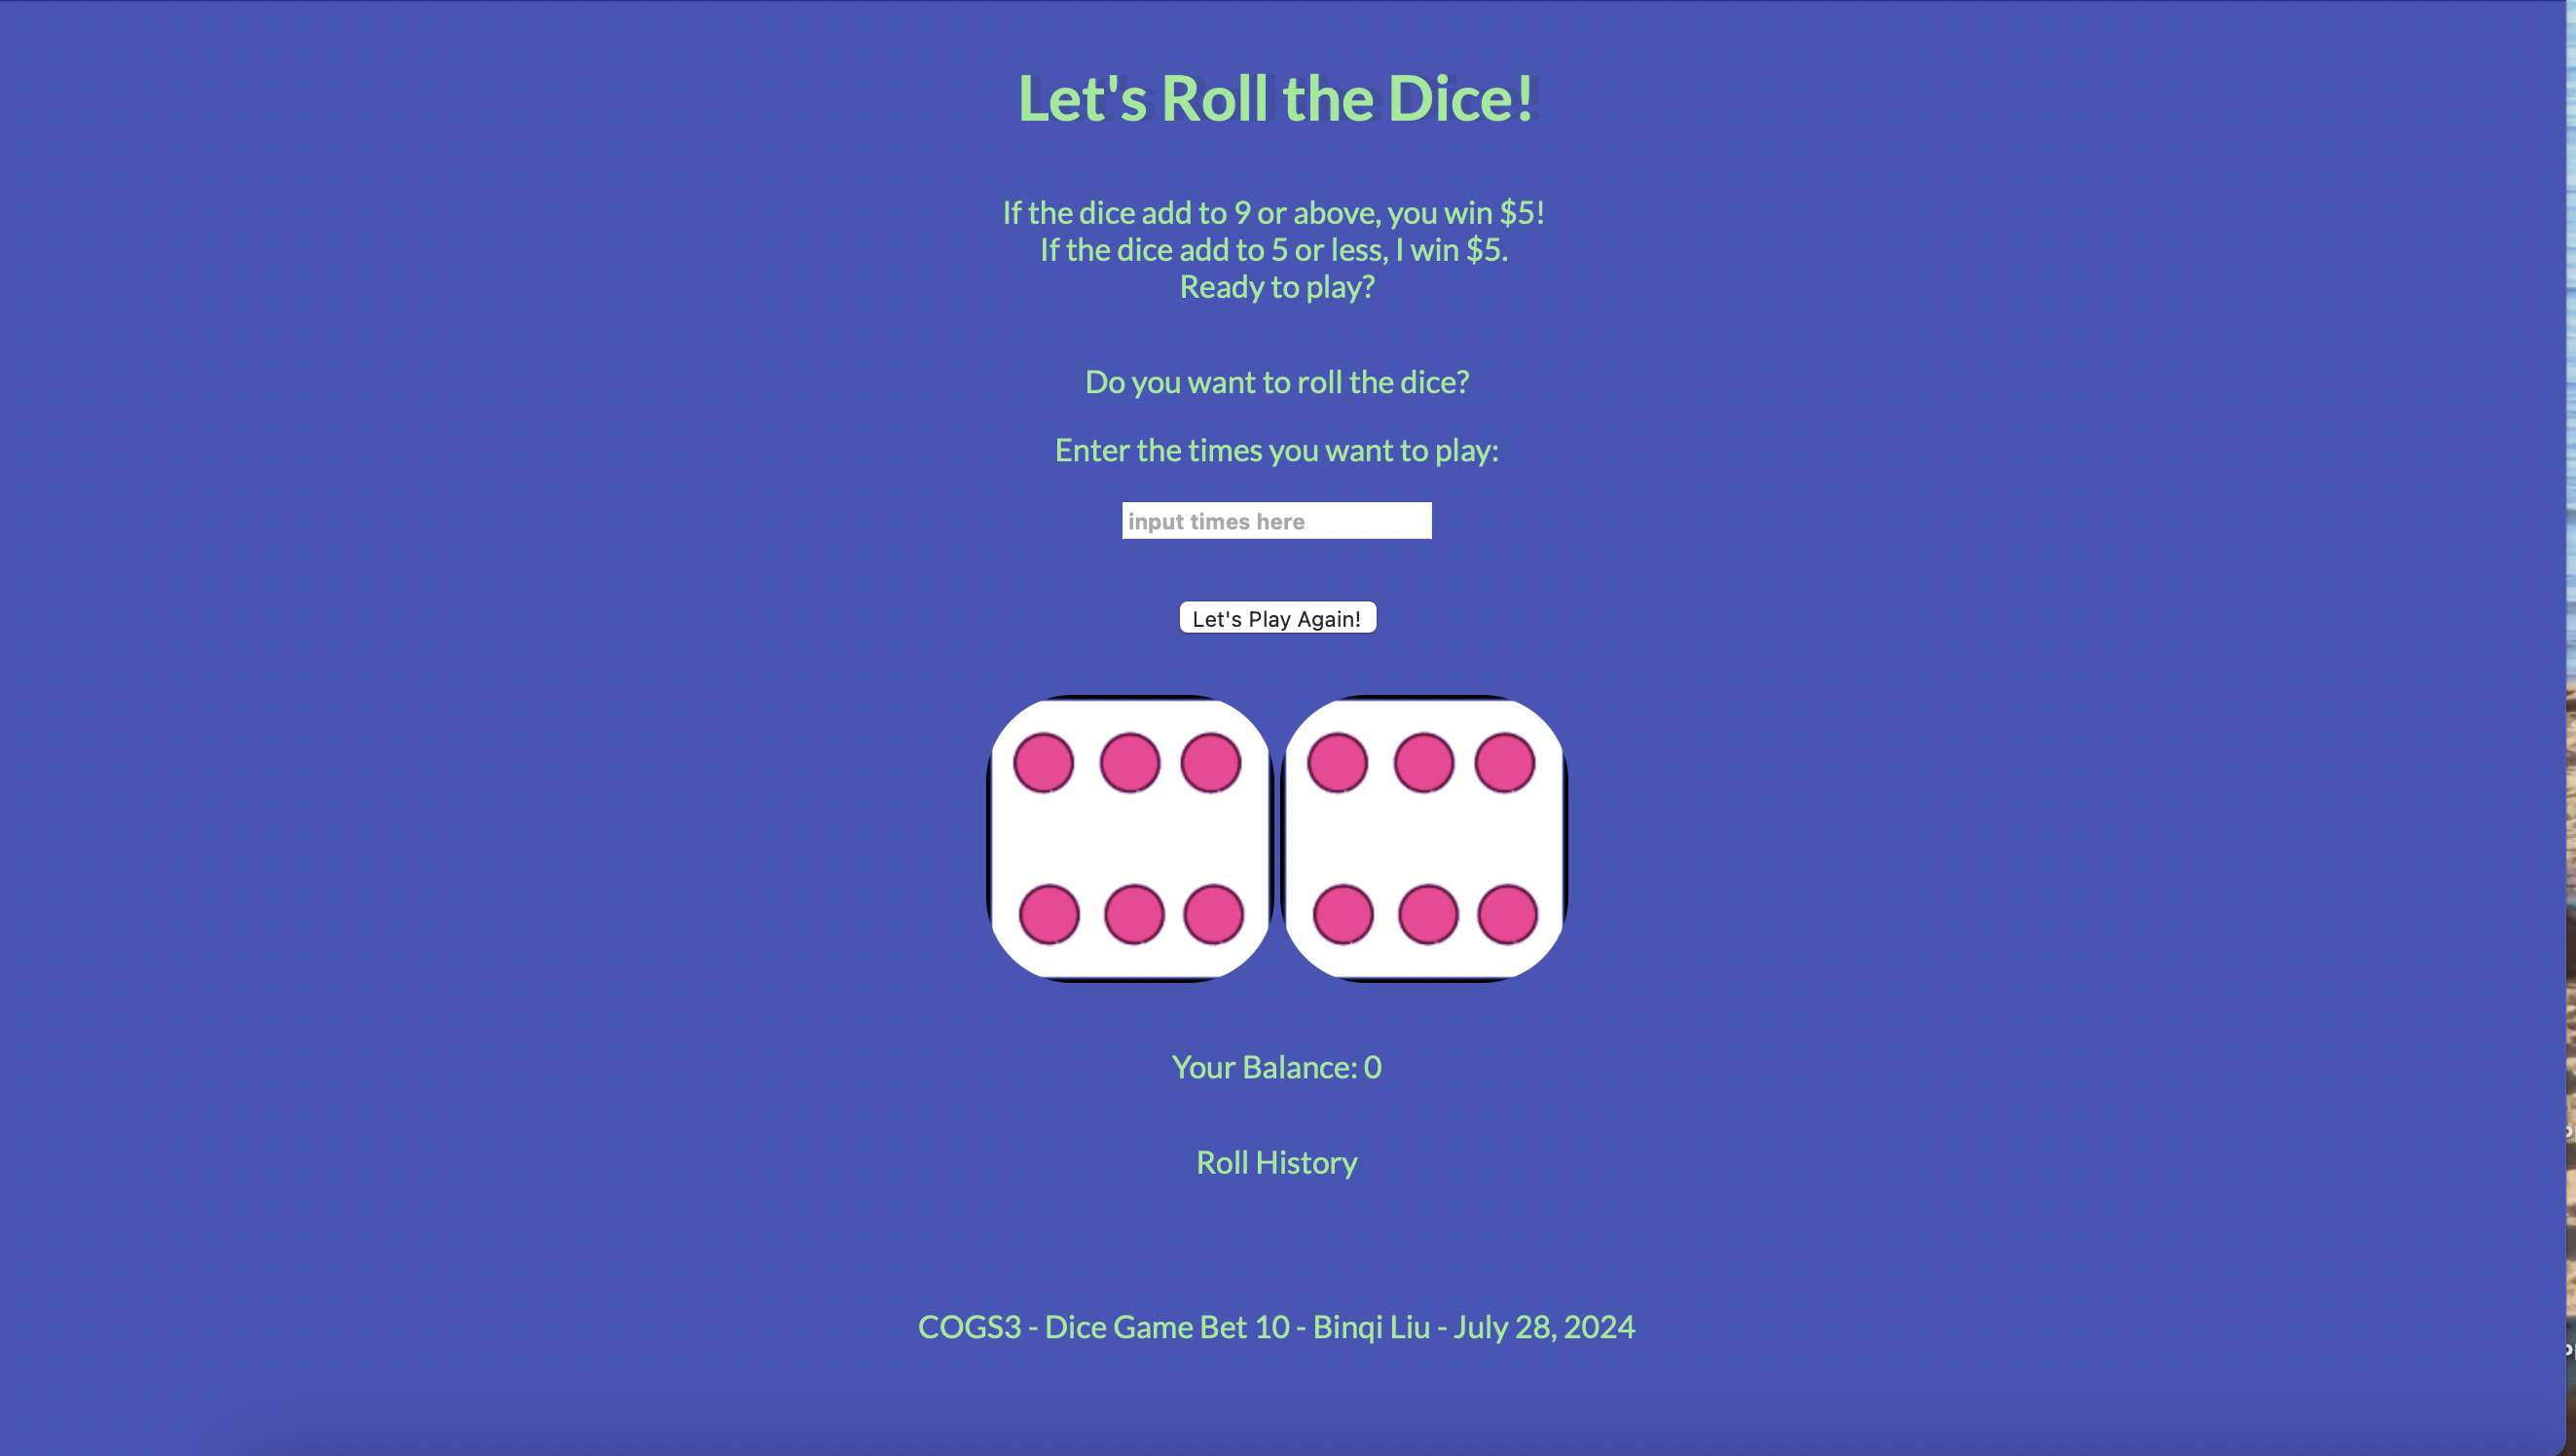 Let's Roll the Dice!
If the dice add to 9 or above, you win $5!
If the dice add to 5 or less, I win $5.
Ready to play?
Do you want to roll the dice?
Enter the times you want to play:
input times here
Let's Play Again!
Your Balance: 0
Roll History
COGS3 - Dice Game Bet 10 - Binqi Liu - July 28, 2024